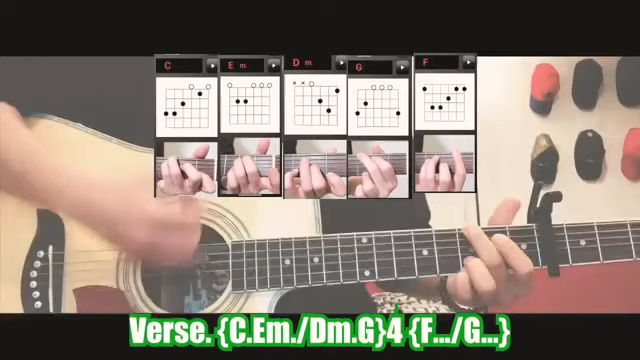 C
E m
D m
G
F
Verse. {C.Em./Dm.G}4 {F.../G...}